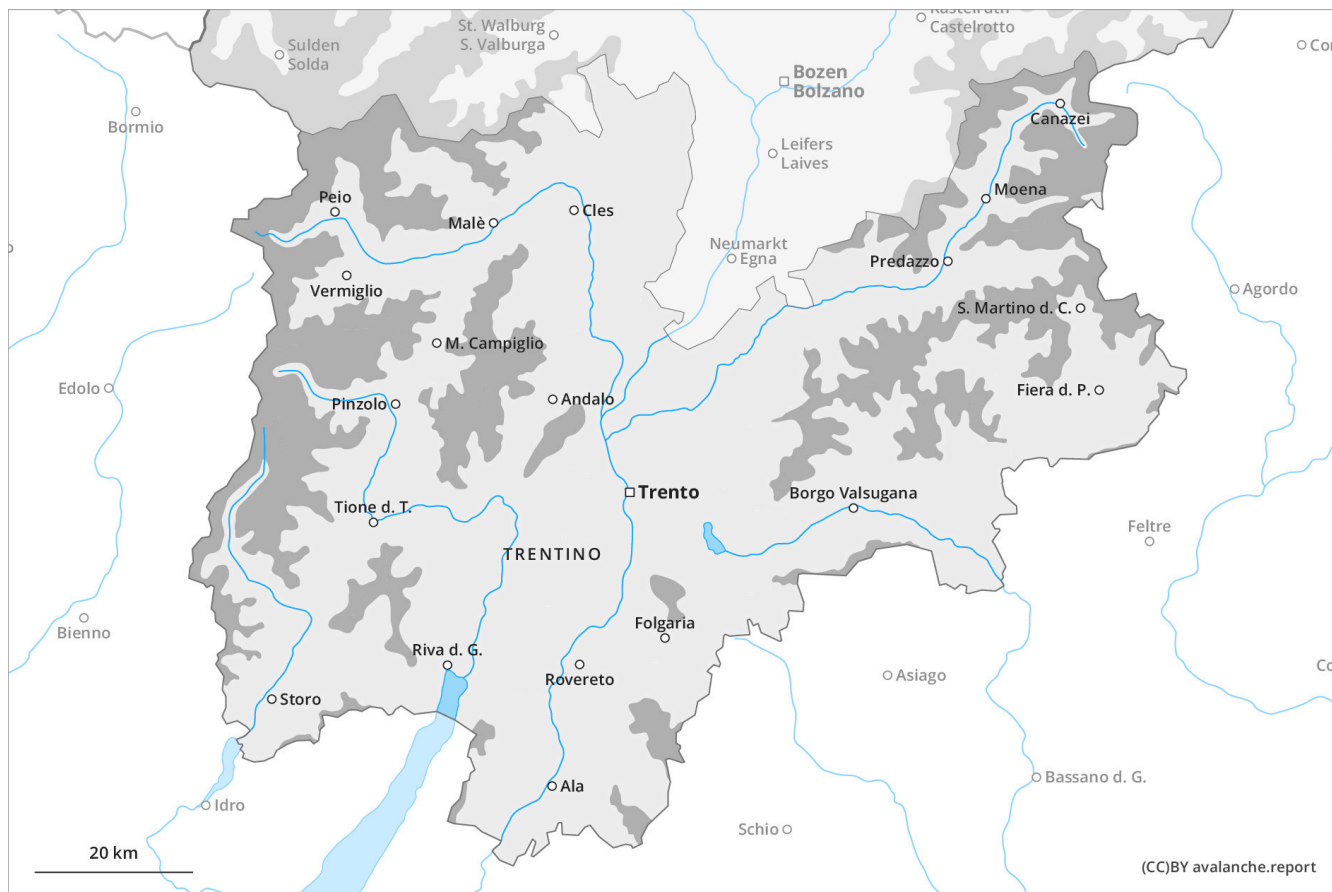 St. Walburg
S. Valburga
Castelrotto
Sulden
Solda
Bozen
Bolzano
Canazei
Bormio
Leifers
Laives
Moena
Peio
Malè
Cles
Neumarkt
Egna
Predazzo
Vermiglio
Agordo
S. Martino d. C.
M. Campiglio
Edolo
Pinzolo
Andalo
Fiera d. P.
Trento
Borgo Valsugana
Tione d. T.
Feltre
TRENTINO
Bienno
Folgaria
Riva d. G.
Rovereto
Asiago
Storo
Ala
Bassano d. G.
Idro
Schio
20 km
(CC)BY avalanche.report